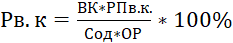 Рв. к = ВК*РПв.к. / Сод*ОР * 100%